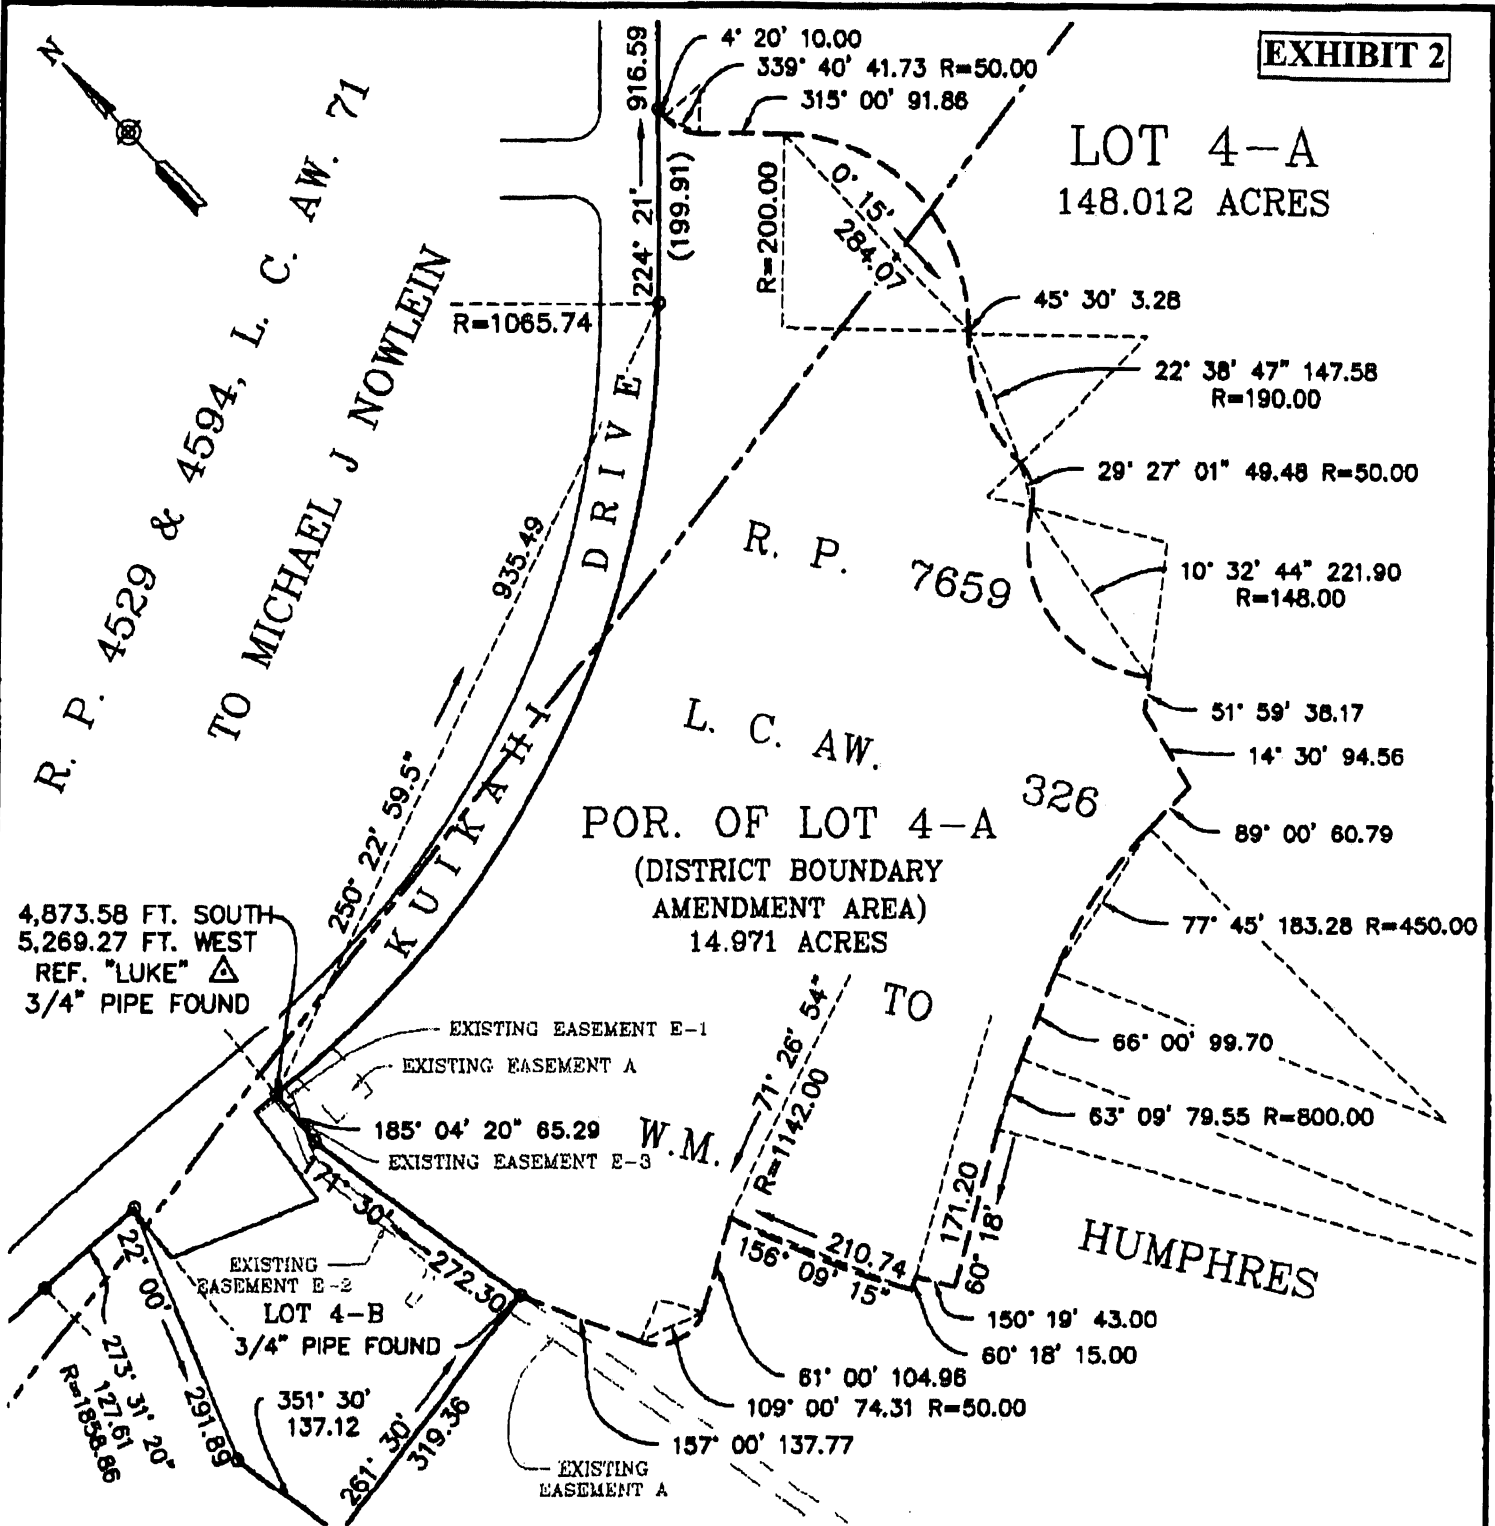 EXHIBIT 2
N
4° 20' 10.00
339° 40' 41.73 R=50.00
315° 00' 91.86
LOT 4-A
148.012 ACRES
916.59
224° 21'
(199.91)
R=200.00
0° 15'
284.07
R=1065.74
45° 30' 3.28
22° 38' 47" 147.58
R=190.00
29° 27' 01" 49.48 R=50.00
10° 32' 44" 221.90
R=148.00
51° 59' 38.17
14° 30' 94.56
89° 00' 60.79
77° 45' 183.28 R=450.00
66° 00' 99.70
63° 09' 79.55 R=800.00
R. P. 4529 & 4594, L. C. AW. 71
TO MICHAEL J NOWLEIN
KUIKAHI DRIVE
935.49
250° 22' 59.5"
R. P. 7659
L. C. AW. 326
POR. OF LOT 4-A
(DISTRICT BOUNDARY
AMENDMENT AREA)
14.971 ACRES
TO
W.M.
HUMPHRES
4,873.58 FT. SOUTH
5,269.27 FT. WEST
REF. "LUKE"
3/4" PIPE FOUND
EXISTING EASEMENT E-1
EXISTING EASEMENT A
185° 04' 20" 65.29
EXISTING EASEMENT E-3
171° 30'
272.30
71° 26' 54"
R=1142.00
210.74
156° 09' 15"
171.20
60° 18'
150° 19' 43.00
60° 18' 15.00
61° 00' 104.96
109° 00' 74.31 R=50.00
157° 00' 137.77
EXISTING
EASEMENT E-2
LOT 4-B
3/4" PIPE FOUND
22° 00'
291.89
273° 31' 20"
127.61
R=1856.86
351° 30'
137.12
261° 30'
319.36
EXISTING
EASEMENT A